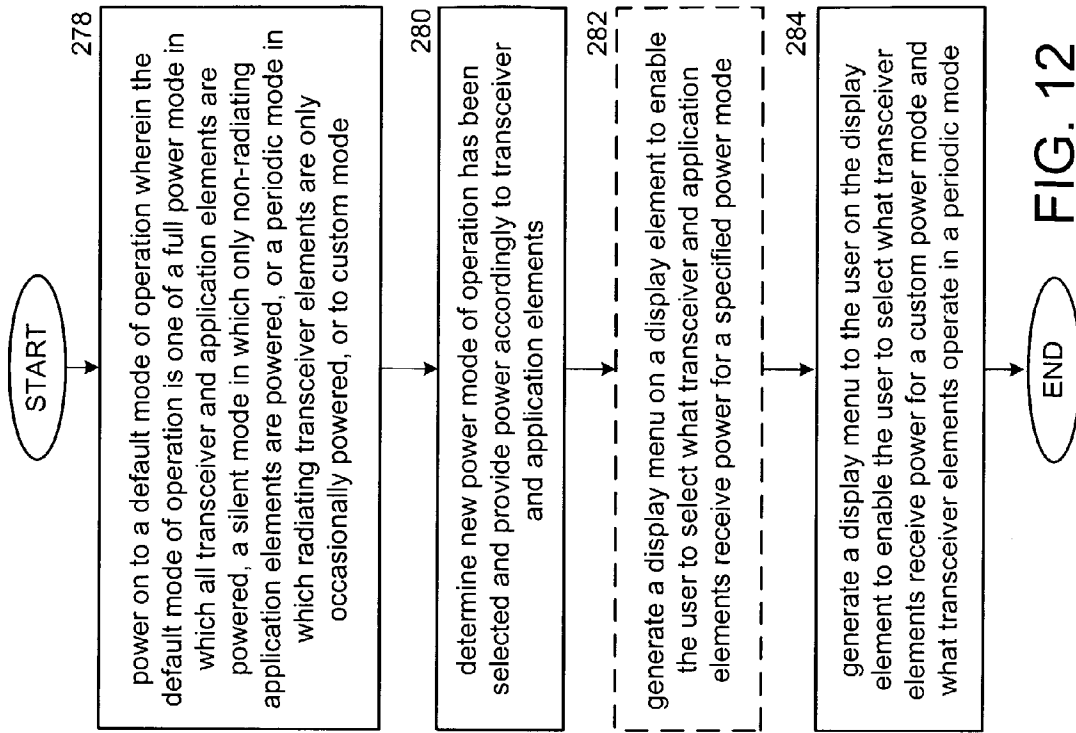 START
278
power on to a default mode of operation wherein the
default mode of operation is one of a full power mode in
which all transceiver and application elements are
powered, a silent mode in which only non-radiating
application elements are powered, or a periodic mode in
which radiating transceiver elements are only
occasionally powered, or to custom mode
280
determine new power mode of operation has been
selected and provide power accordingly to transceiver
and application elements
282
generate a display menu on a display element to enable
the user to select what transceiver and application
elements receive power for a specified power mode
284
generate a display menu to the user on the display
element to enable the user to select what transceiver
elements receive power for a custom power mode and
what transceiver elements operate in a periodic mode
END
FIG. 12